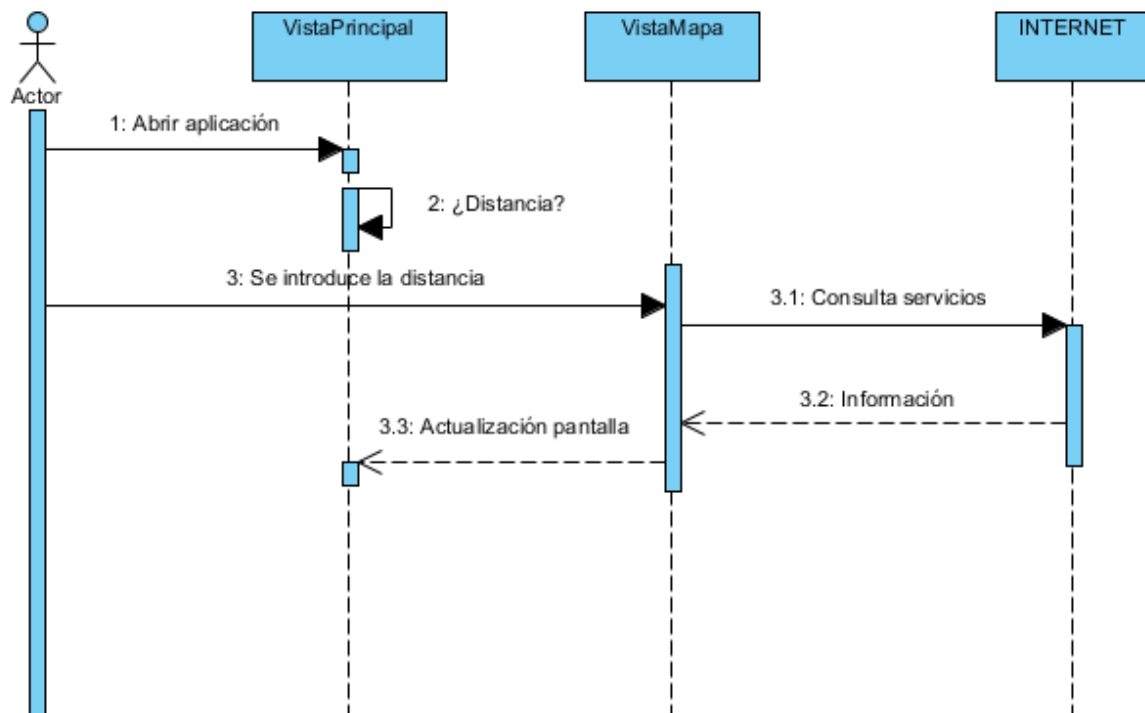 VistaPrincipal
VistaMapa
INTERNET
Actor
1: Abrir aplicación
2: ¿Distancia?
3: Se introduce la distancia
3.1: Consulta servicios
3.2: Información
3.3: Actualización pantalla